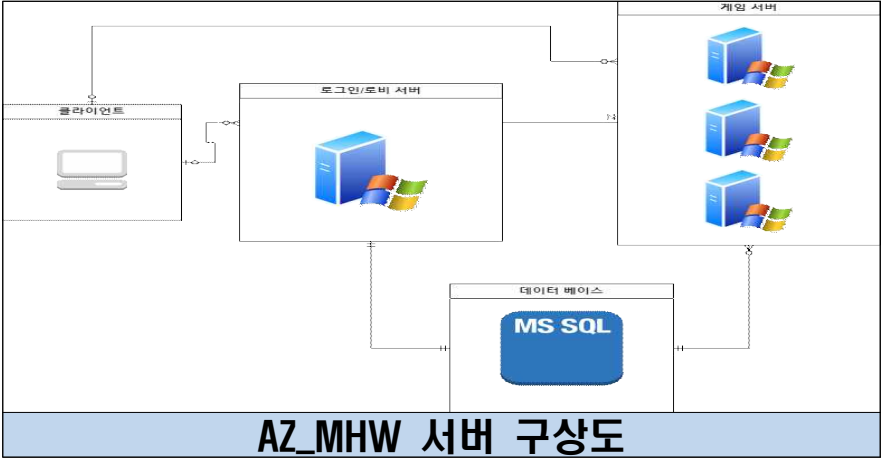 게임 서버
로그인/로비 서버
클라이언트
데이터 베이스
MS SQL
AZ_MHW 서버 구상도